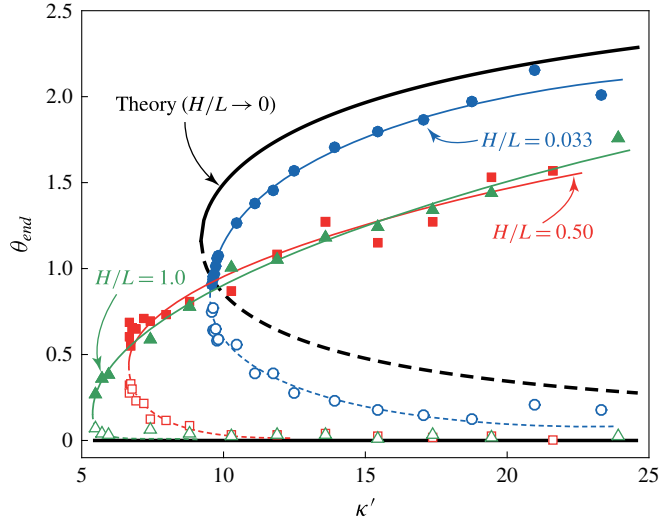 2.5
2.0
1.5
1.0
0.5
0
θend
Theory (H/L → 0)
H/L = 0.033
H/L = 0.50
H/L = 1.0
5 10 15 20 25
κ′